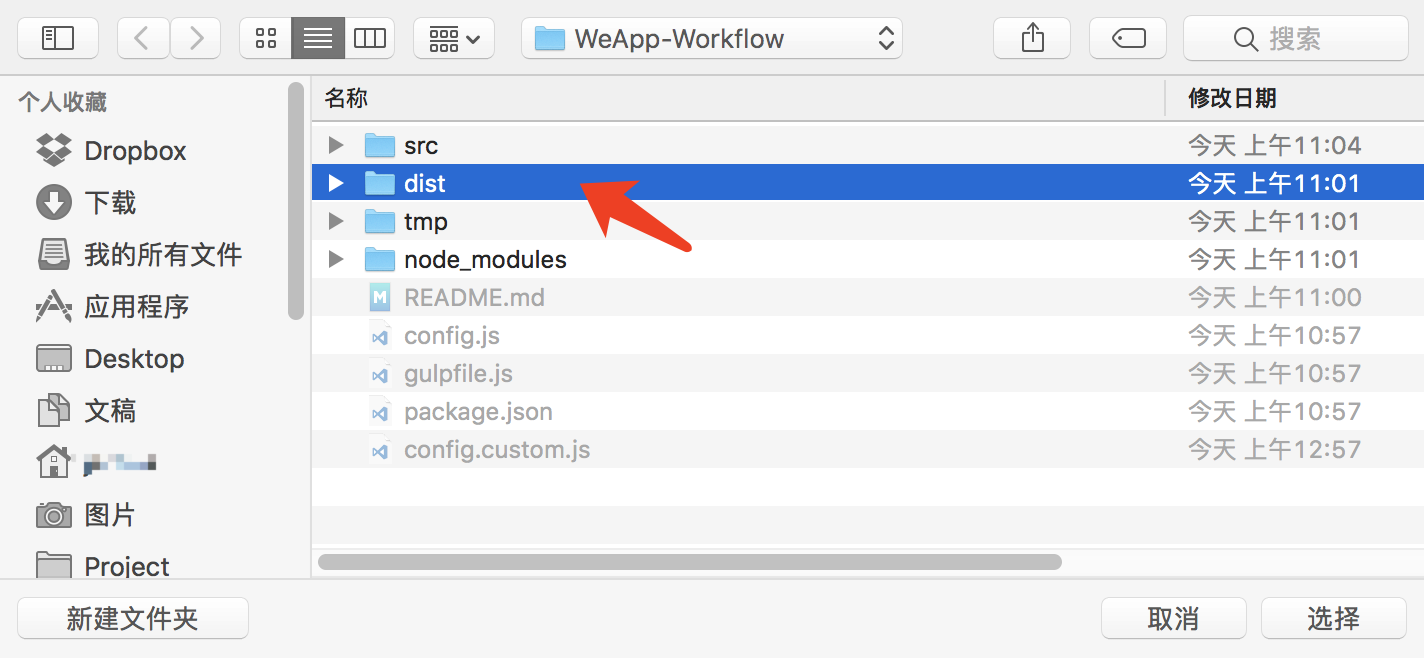 WeApp-Workflow
搜索
个人收藏
Dropbox
下载
我的所有文件
应用程序
Desktop
文稿
图片
Project
名称 修改日期
src 今天 上午11:04
dist 今天 上午11:01
tmp 今天 上午11:01
node_modules 今天 上午11:01
README.md 今天 上午11:00
config.js 今天 上午10:57
gulpfile.js 今天 上午10:57
package.json 今天 上午10:57
config.custom.js 今天 上午12:57
新建文件夹
取消
选择